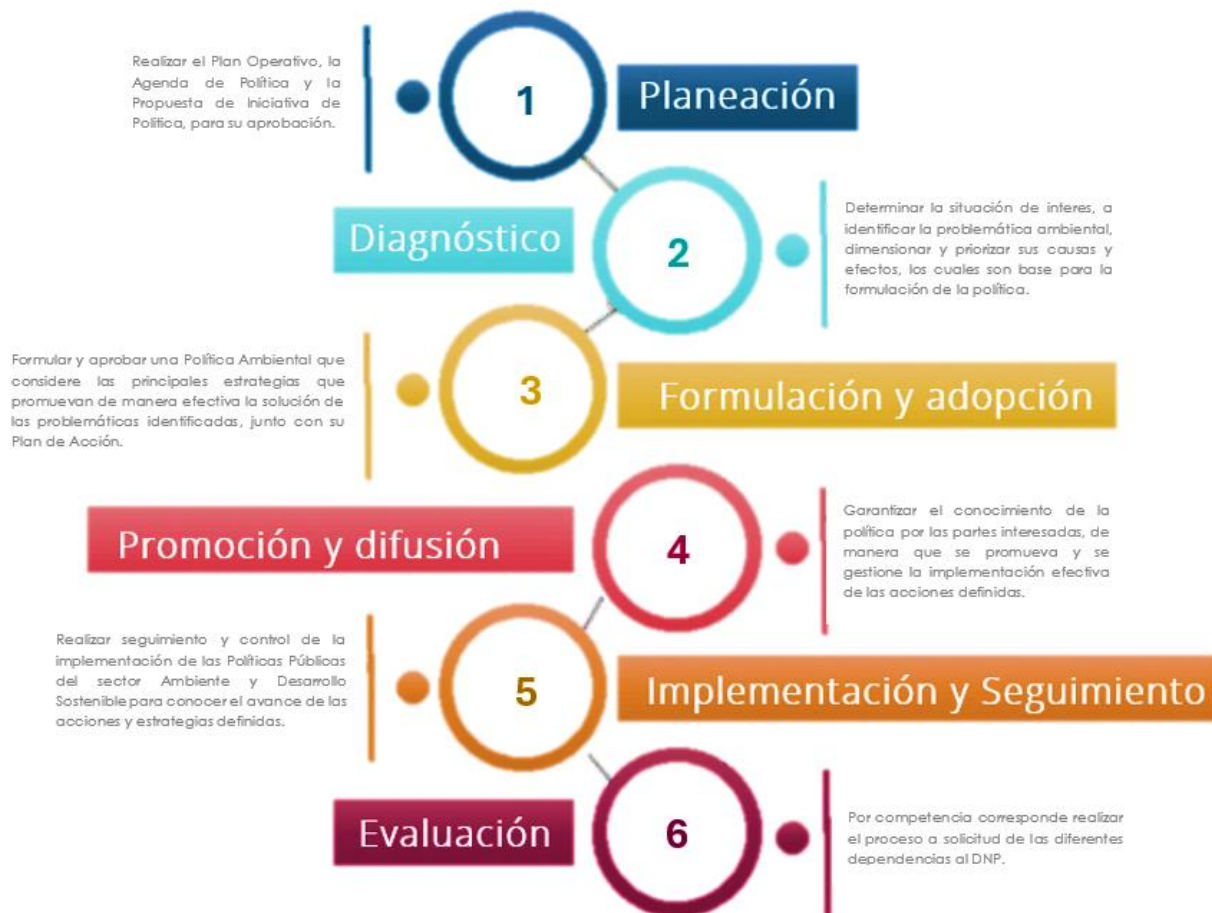 Realizar el Plan Operativo, la
Agenda de Política y la
Propuesta de Iniciativa de
Política, para su aprobación.
1
Planeación
Diagnóstico
2
Determinar la situación de interes, a
identificar la problemática ambiental,
dimensionar y priorizar sus causas y
efectos, los cuales son base para la
formulación de la política.
Formular y aprobar una Política Ambiental que
considere las principales estrategias que
promuevan de manera efectiva la solución de
las problemáticas identificadas, junto con su
Plan de Acción.
3
Formulación y adopción
Promoción y difusión
4
Garantizar el conocimiento de la
política por las partes interesadas, de
manera que se promueva y se
gestione la implementación efectiva
de las acciones definidas.
Realizar seguimiento y control de la
implementación de las Políticas Públicas
del sector Ambiente y Desarrollo
Sostenible para conocer el avance de las
acciones y estrategias definidas.
5
Implementación y Seguimiento
Evaluación
6
Por competencia corresponde realizar
el proceso a solicitud de las diferentes
dependencias al DNP.